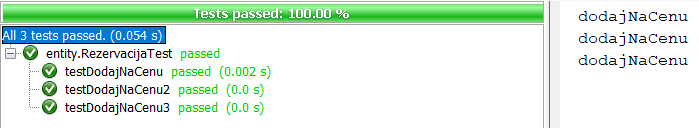 Tests passed: 100.00 %
All 3 tests passed. (0.054 s)
entity.RezervacijaTest passed
testDodajNaCenu passed (0.002 s)
testDodajNaCenu2 passed (0.0 s)
testDodajNaCenu3 passed (0.0 s)
dodajNaCenu
dodajNaCenu
dodajNaCenu